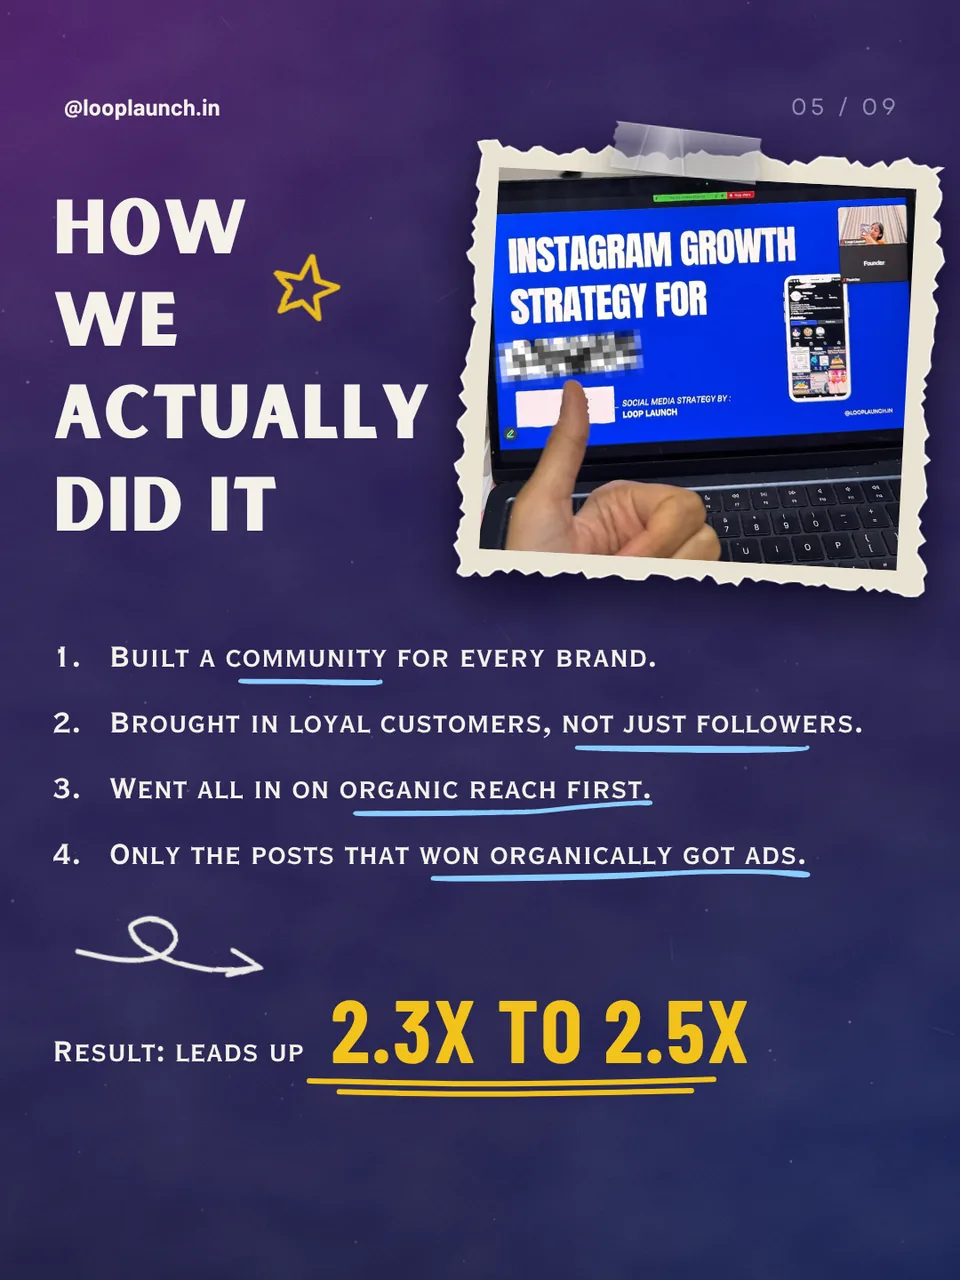 @looplaunch.in
05 / 09
HOW
WE
ACTUALLY
DID IT
INSTAGRAM GROWTH
STRATEGY FOR
SOCIAL MEDIA STRATEGY BY :
LOOP LAUNCH
@LOOPLAUNCH.IN
Founder
1. BUILT A COMMUNITY FOR EVERY BRAND.
2. BROUGHT IN LOYAL CUSTOMERS, NOT JUST FOLLOWERS.
3. WENT ALL IN ON ORGANIC REACH FIRST.
4. ONLY THE POSTS THAT WON ORGANICALLY GOT ADS.
RESULT: LEADS UP 2.3X TO 2.5X